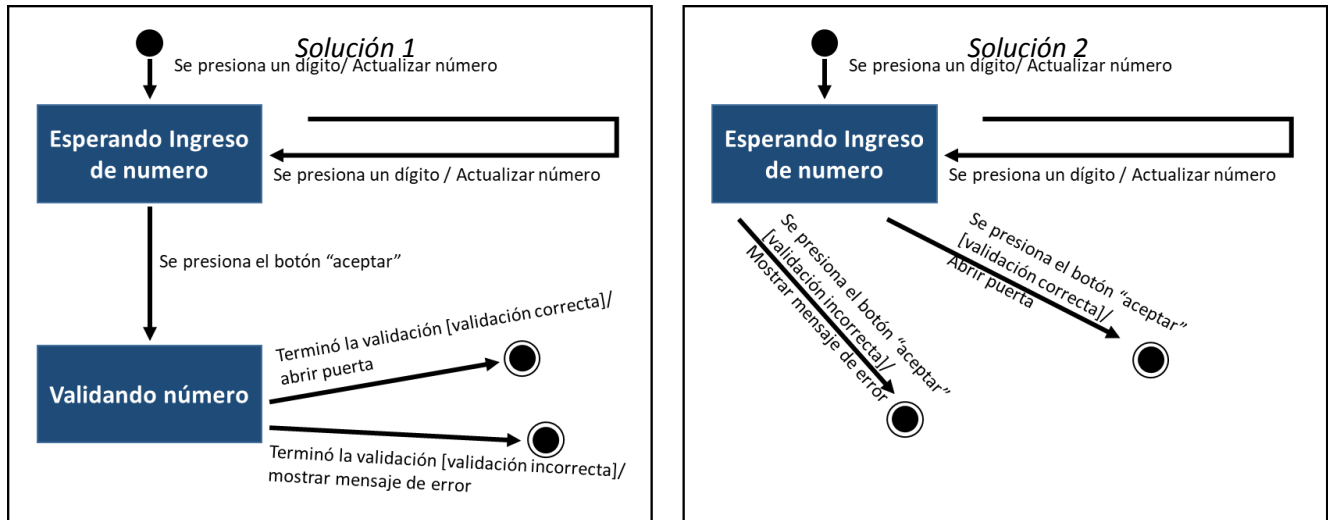 Solución 1
Se presiona un dígito/ Actualizar número
Esperando Ingreso
de numero
Se presiona un dígito / Actualizar número
Se presiona el botón “aceptar”
Validando número
Terminó la validación [validación correcta]/
abrir puerta
Terminó la validación [validación incorrecta]/
mostrar mensaje de error
Solución 2
Se presiona un dígito/ Actualizar número
Esperando Ingreso
de numero
Se presiona un dígito / Actualizar número
Se presiona el botón “aceptar”
[validación incorrecta]/
Mostrar mensaje de error
Se presiona el botón “aceptar”
[validación correcta]/
Abrir puerta